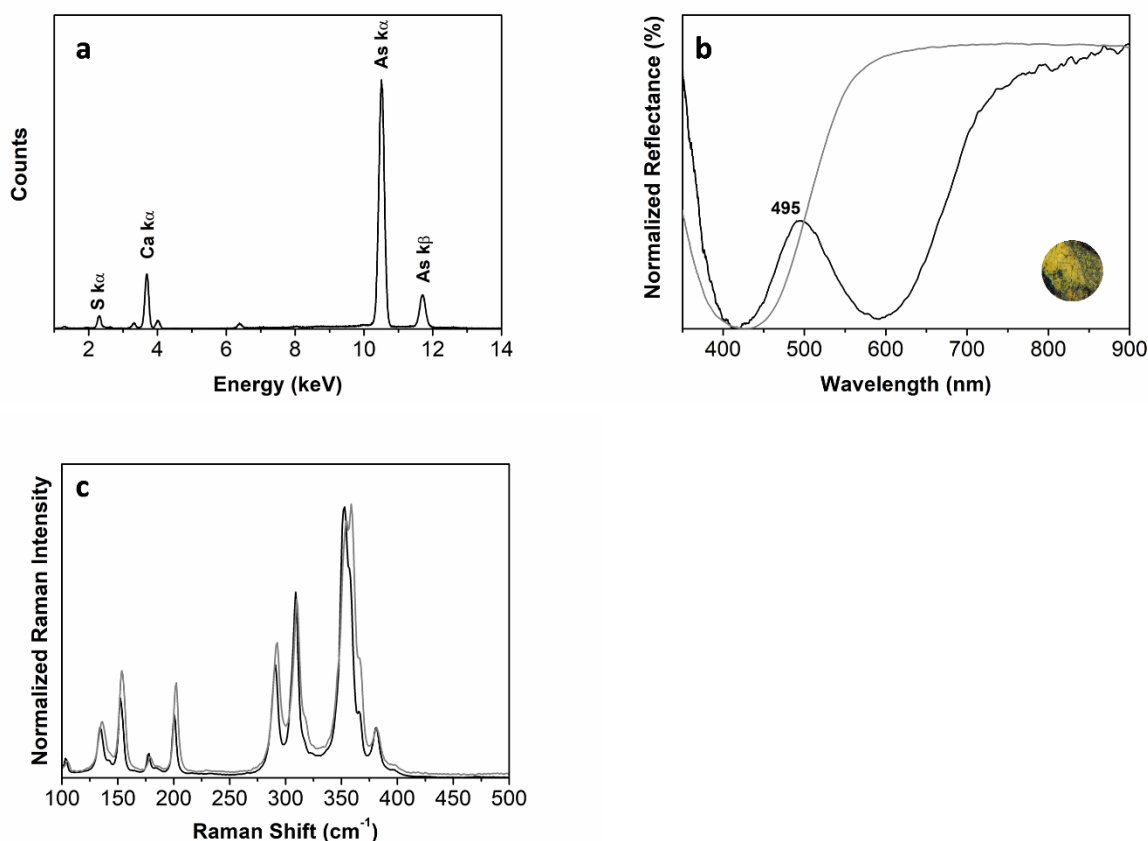 a
Counts
S kα
Ca kα
As kα
As kβ
2 4 6 8 10 12 14
Energy (keV)
b
Normalized Reflectance (%)
495
400 500 600 700 800 900
Wavelength (nm)
c
Normalized Raman Intensity
100 150 200 250 300 350 400 450 500
Raman Shift (cm⁻¹)